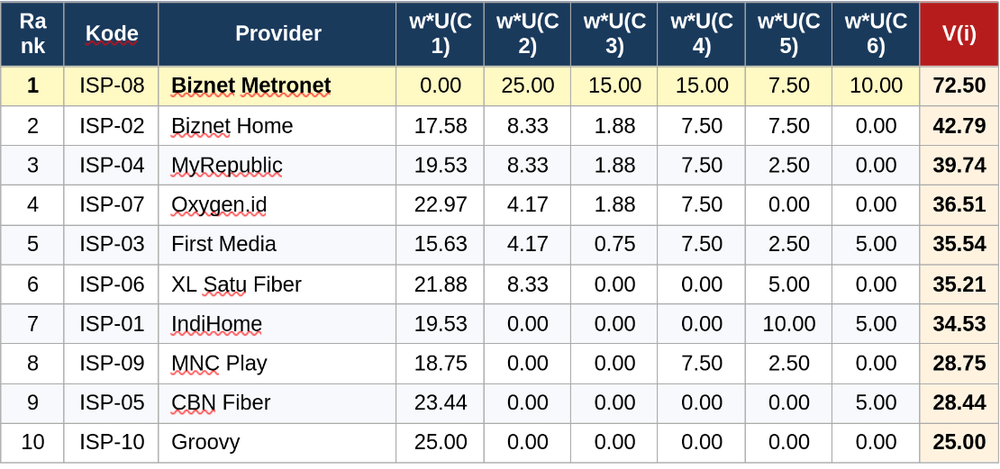 Ra
nk Kode Provider w*U(C
1) w*U(C
2) w*U(C
3) w*U(C
4) w*U(C
5) w*U(C
6) V(i)
1 ISP-08 Biznet Metronet 0.00 25.00 15.00 15.00 7.50 10.00 72.50
2 ISP-02 Biznet Home 17.58 8.33 1.88 7.50 7.50 0.00 42.79
3 ISP-04 MyRepublic 19.53 8.33 1.88 7.50 2.50 0.00 39.74
4 ISP-07 Oxygen.id 22.97 4.17 1.88 7.50 0.00 0.00 36.51
5 ISP-03 First Media 15.63 4.17 0.75 7.50 2.50 5.00 35.54
6 ISP-06 XL Satu Fiber 21.88 8.33 0.00 0.00 5.00 0.00 35.21
7 ISP-01 IndiHome 19.53 0.00 0.00 0.00 10.00 5.00 34.53
8 ISP-09 MNC Play 18.75 0.00 0.00 7.50 2.50 0.00 28.75
9 ISP-05 CBN Fiber 23.44 0.00 0.00 0.00 0.00 5.00 28.44
10 ISP-10 Groovy 25.00 0.00 0.00 0.00 0.00 0.00 25.00